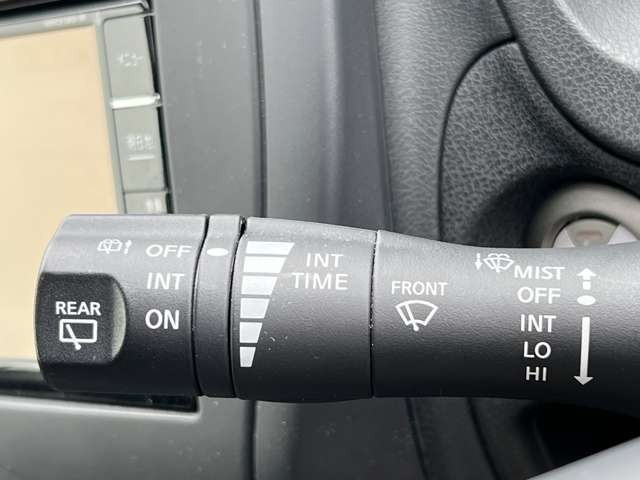 OFF
INT
ON
REAR
INT
TIME
FRONT
MIST
OFF
INT
LO
HI